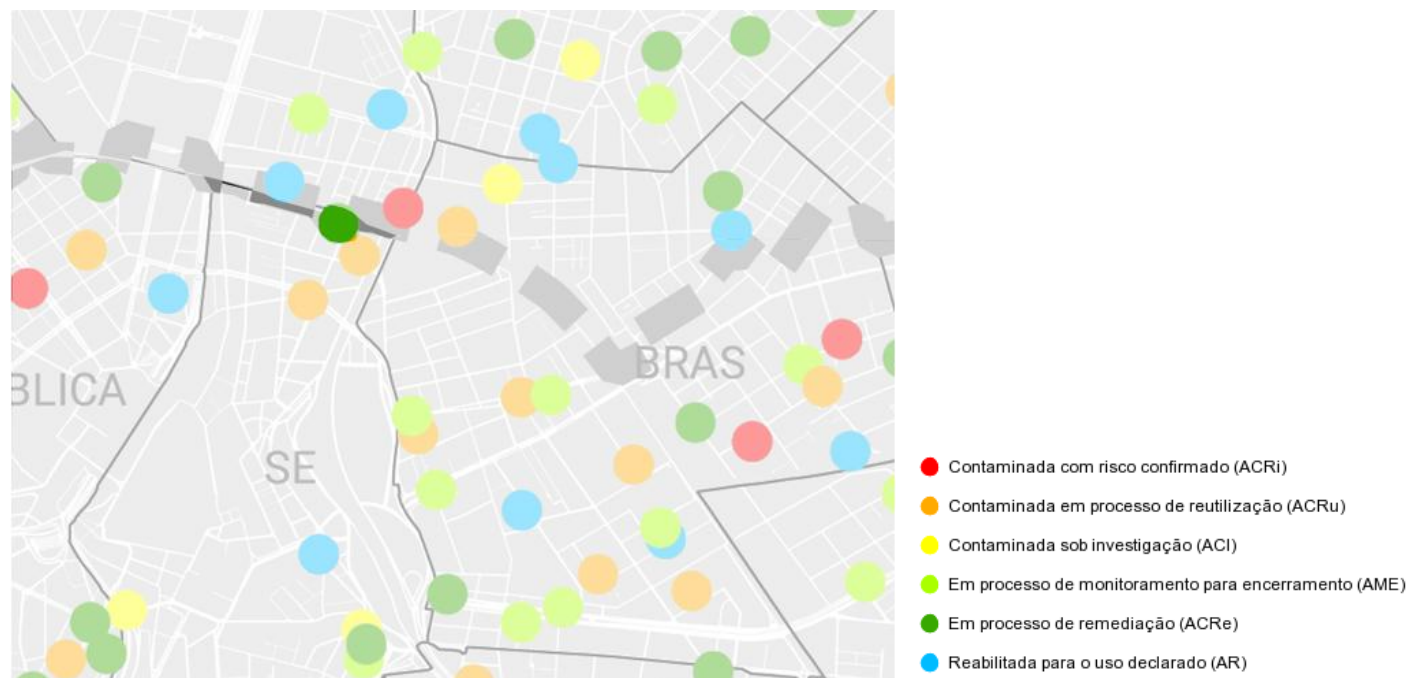 BRAS
BLICA
SE
Contaminada com risco confirmado (ACRi)
Contaminada em processo de reutilização (ACRu)
Contaminada sob investigação (ACI)
Em processo de monitoramento para encerramento (AME)
Em processo de remediação (ACRe)
Reabilitada para o uso declarado (AR)